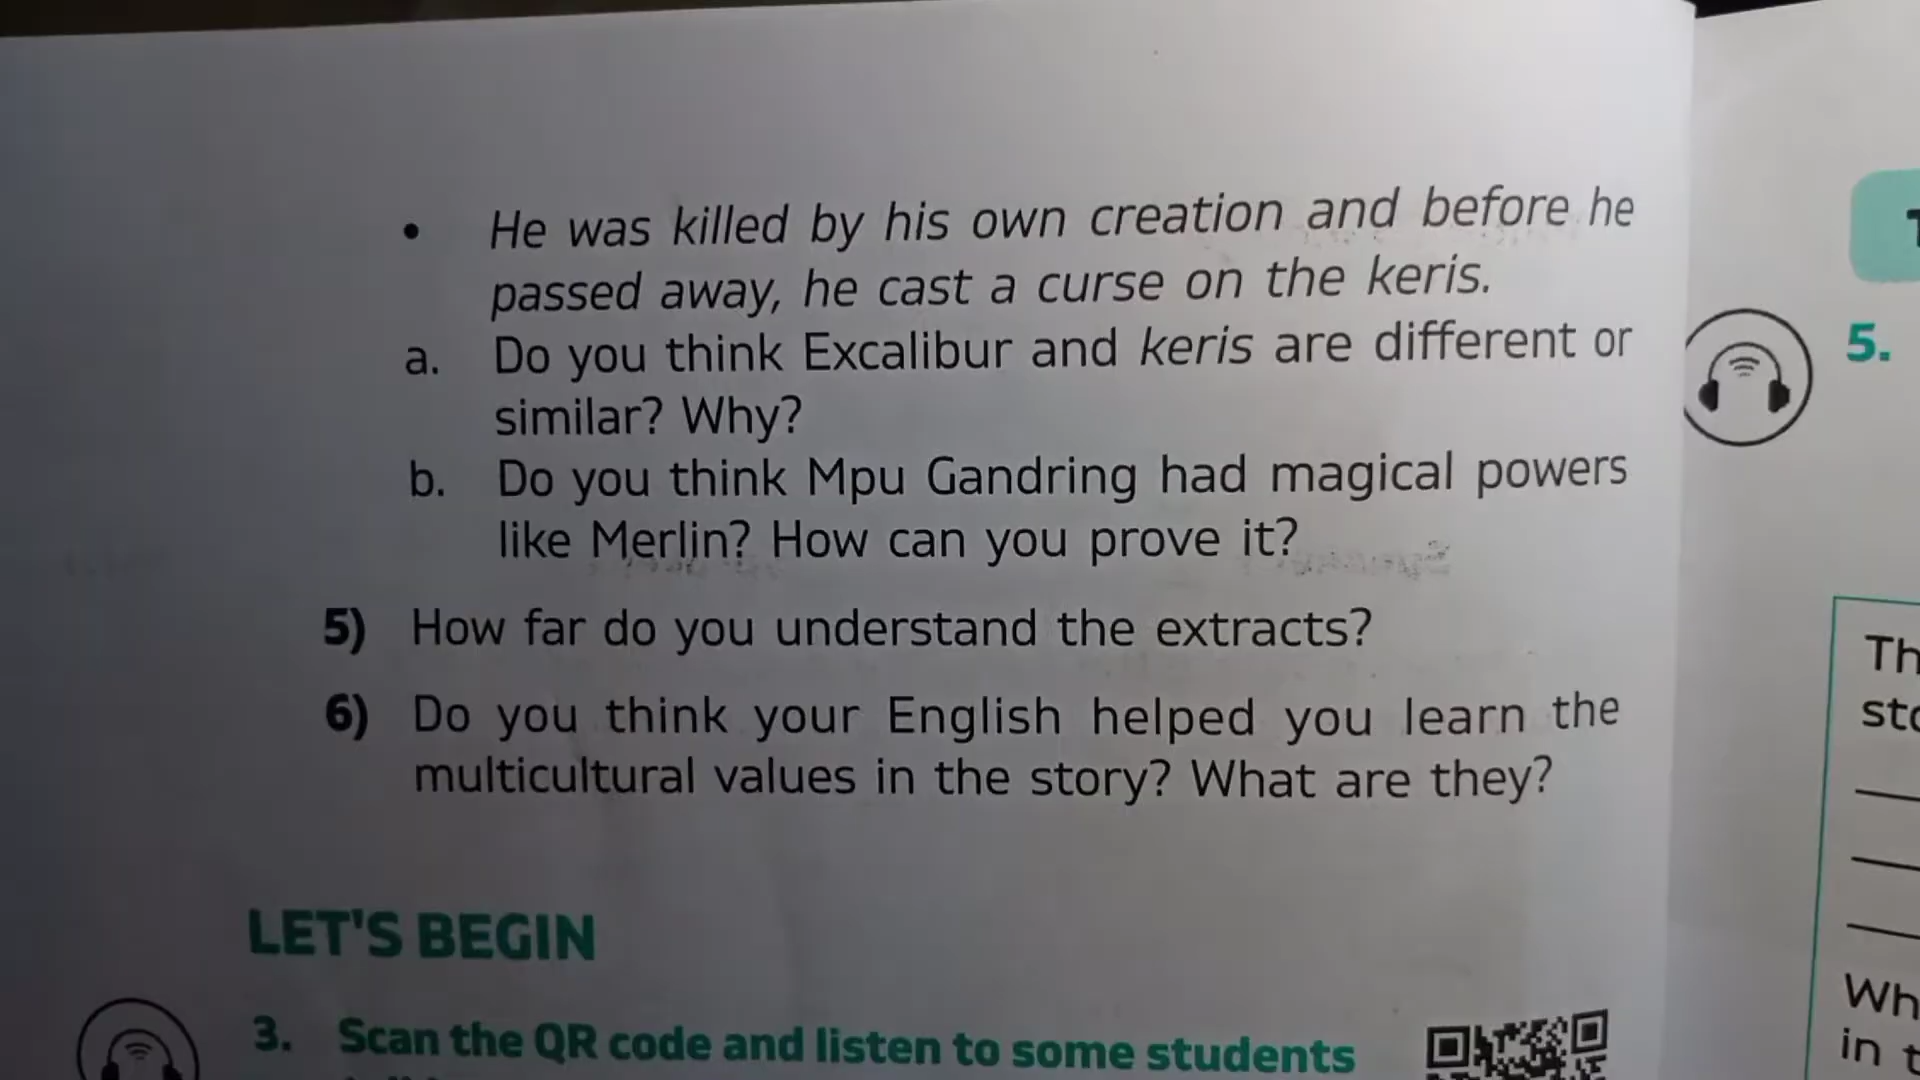 • He was killed by his own creation and before he
passed away, he cast a curse on the keris.
a. Do you think Excalibur and keris are different or
similar? Why?
b. Do you think Mpu Gandring had magical powers
like Merlin? How can you prove it?
5) How far do you understand the extracts?
6) Do you think your English helped you learn the
multicultural values in the story? What are they?
LET'S BEGIN
3. Scan the QR code and listen to some students
5.
in